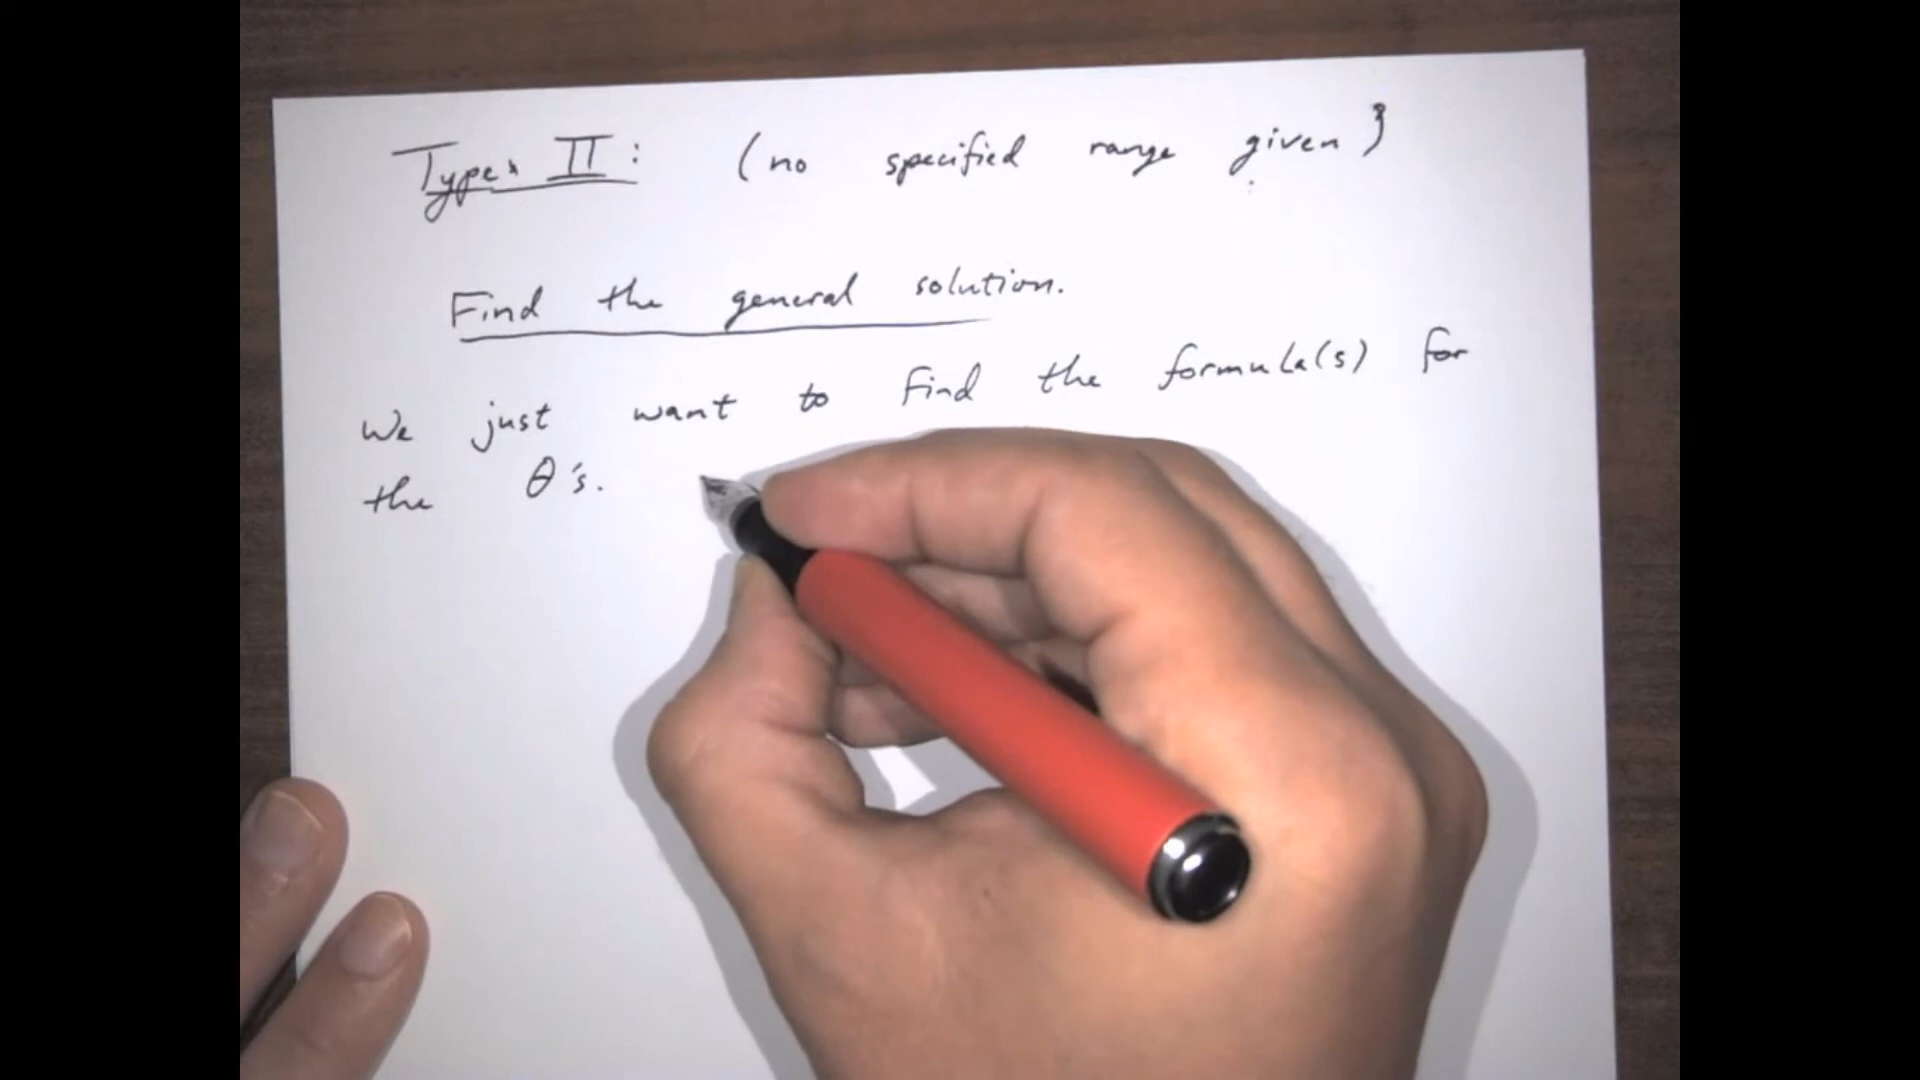 Type II: (no specified range given)
Find the general solution.
We just want to find the formula(s) for
the θ's.